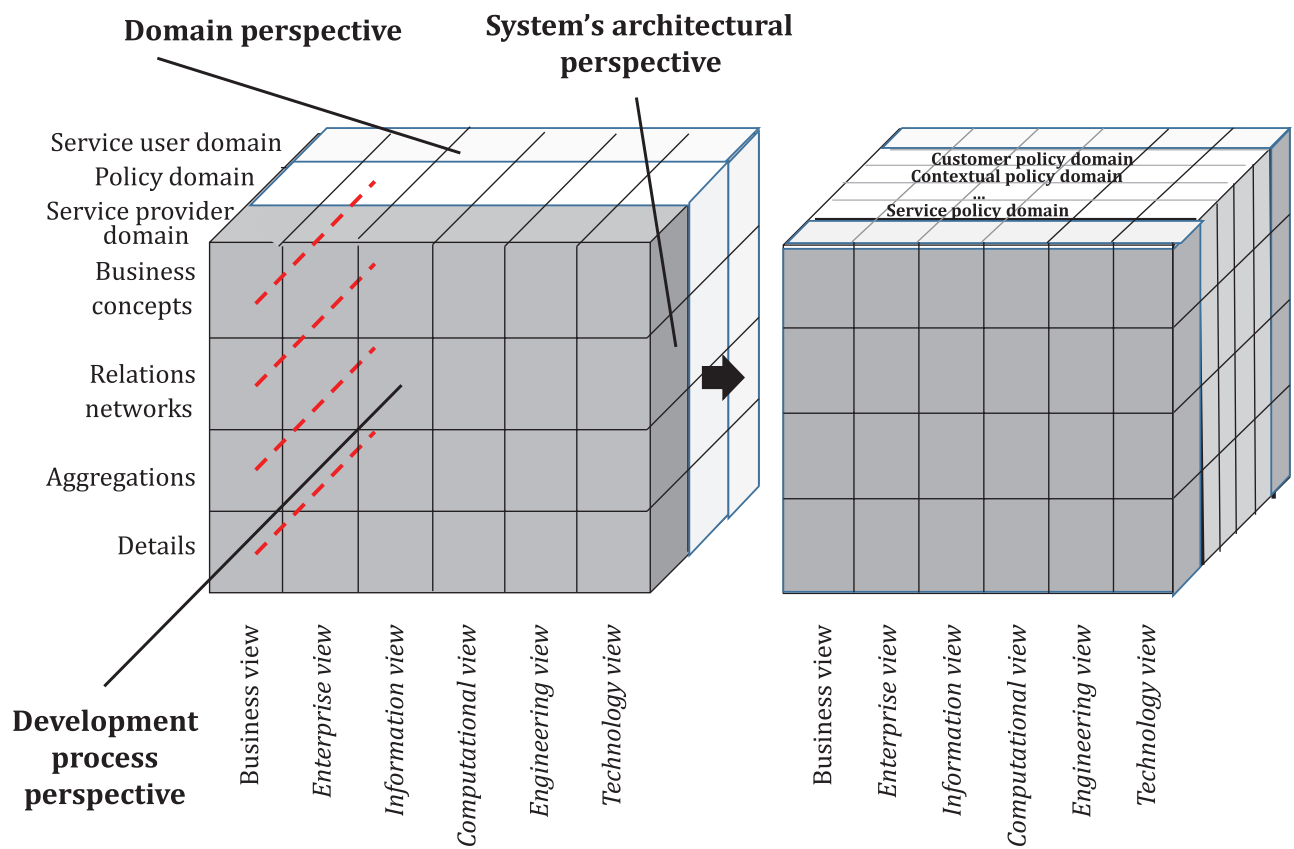 Domain perspective
System’s architectural
perspective
Service user domain
Policy domain
Service provider
domain
Business
concepts
Relations
networks
Aggregations
Details
Development
process
perspective
Business view
Enterprise view
Information view
Computational view
Engineering view
Technology view
Customer policy domain
Contextual policy domain
...
Service policy domain
Business view
Enterprise view
Information view
Computational view
Engineering view
Technology view